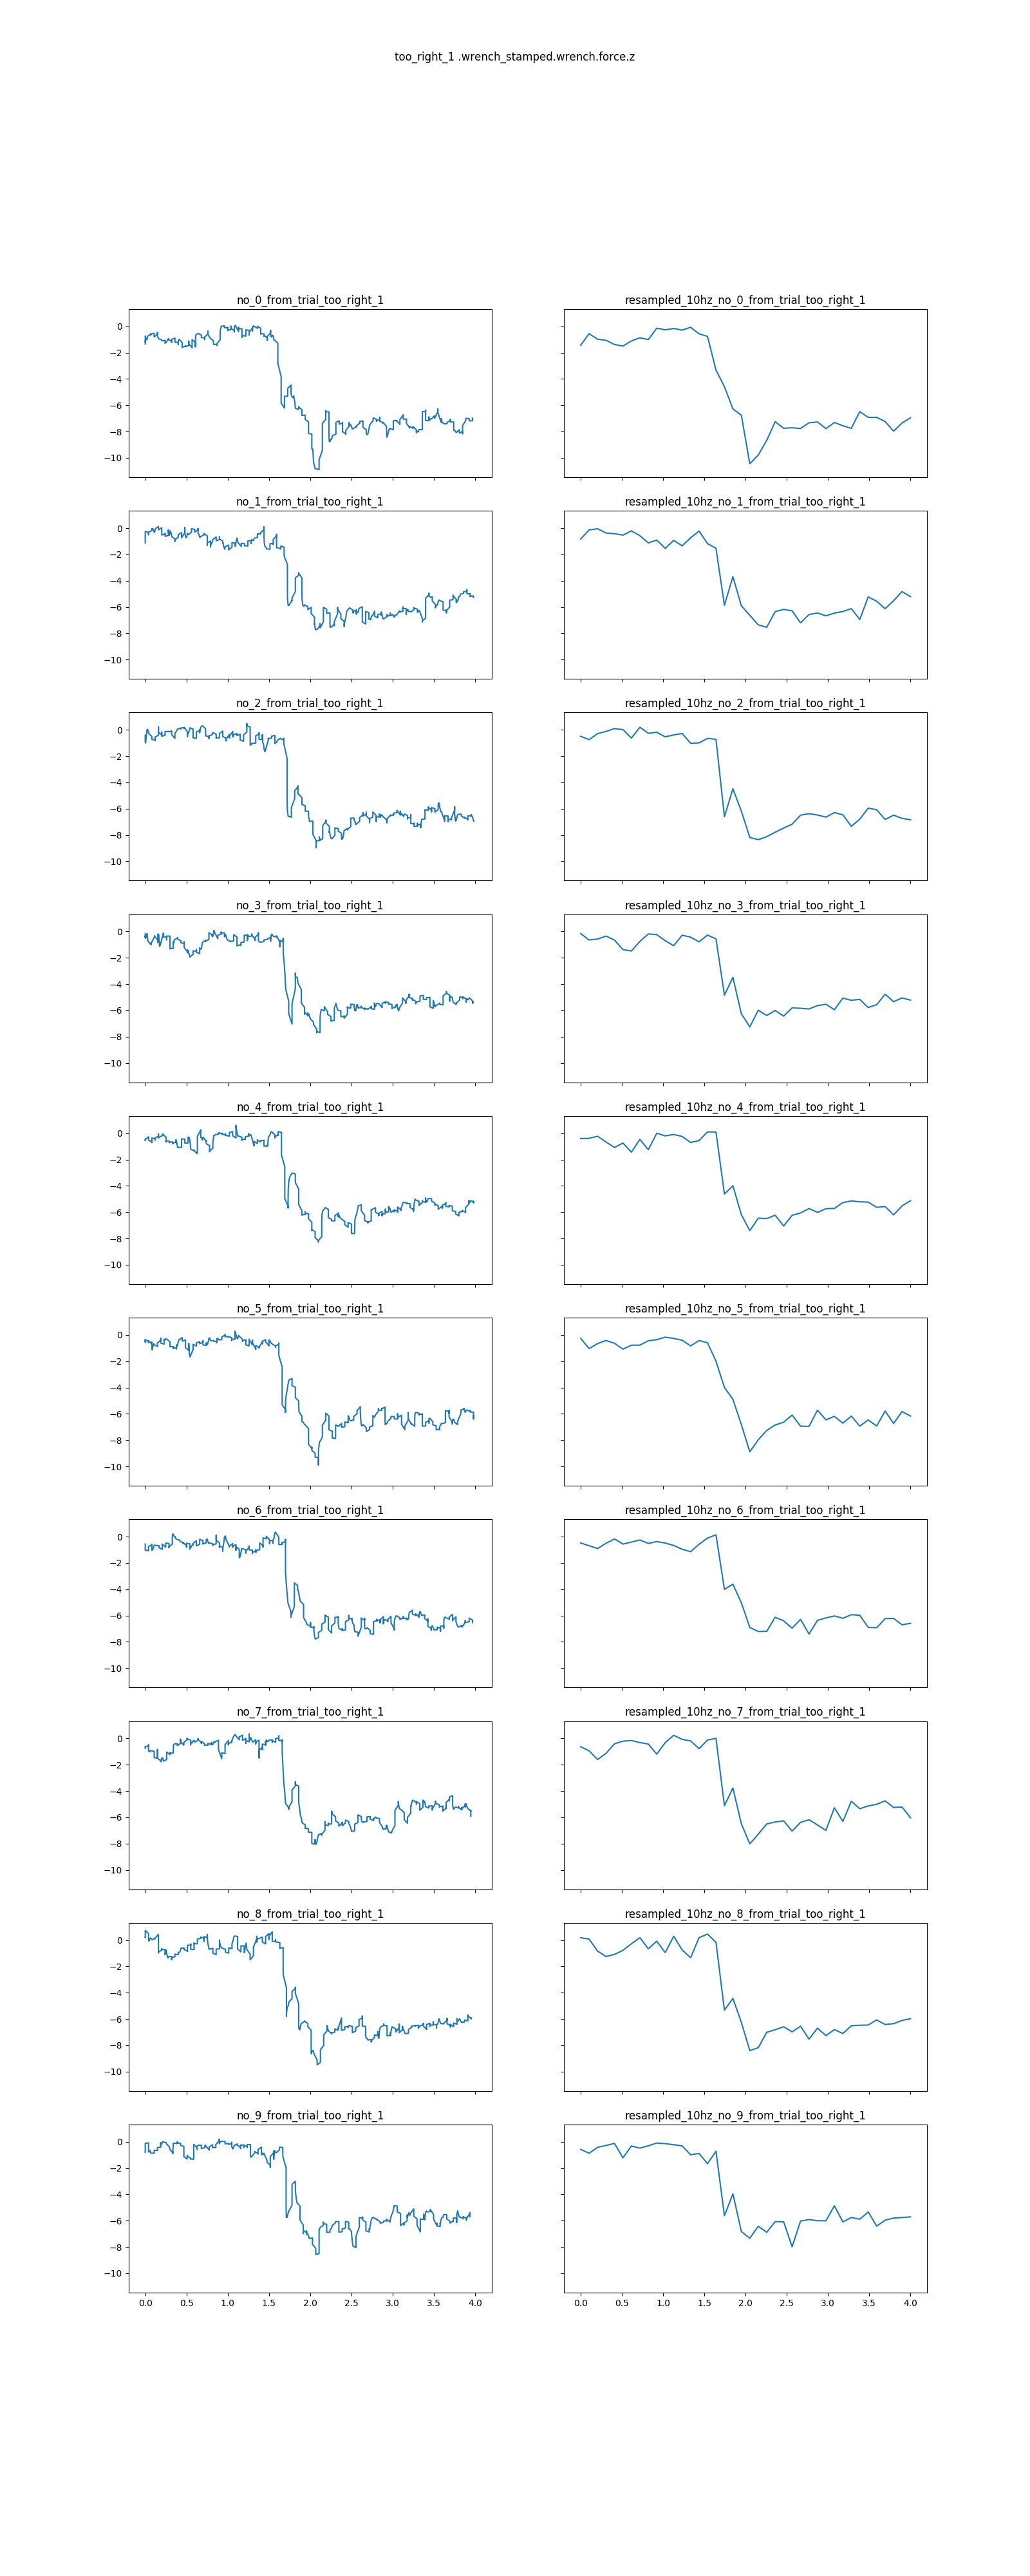 too_right_1 .wrench_stamped.wrench.force.z
no_0_from_trial_too_right_1
resampled_10hz_no_0_from_trial_too_right_1
0
−2
−4
−6
−8
−10
no_1_from_trial_too_right_1
resampled_10hz_no_1_from_trial_too_right_1
0
−2
−4
−6
−8
−10
no_2_from_trial_too_right_1
resampled_10hz_no_2_from_trial_too_right_1
0
−2
−4
−6
−8
−10
no_3_from_trial_too_right_1
resampled_10hz_no_3_from_trial_too_right_1
0
−2
−4
−6
−8
−10
no_4_from_trial_too_right_1
resampled_10hz_no_4_from_trial_too_right_1
0
−2
−4
−6
−8
−10
no_5_from_trial_too_right_1
resampled_10hz_no_5_from_trial_too_right_1
0
−2
−4
−6
−8
−10
no_6_from_trial_too_right_1
resampled_10hz_no_6_from_trial_too_right_1
0
−2
−4
−6
−8
−10
no_7_from_trial_too_right_1
resampled_10hz_no_7_from_trial_too_right_1
0
−2
−4
−6
−8
−10
no_8_from_trial_too_right_1
resampled_10hz_no_8_from_trial_too_right_1
0
−2
−4
−6
−8
−10
no_9_from_trial_too_right_1
resampled_10hz_no_9_from_trial_too_right_1
0
−2
−4
−6
−8
−10
0.0 0.5 1.0 1.5 2.0 2.5 3.0 3.5 4.0
0.0 0.5 1.0 1.5 2.0 2.5 3.0 3.5 4.0